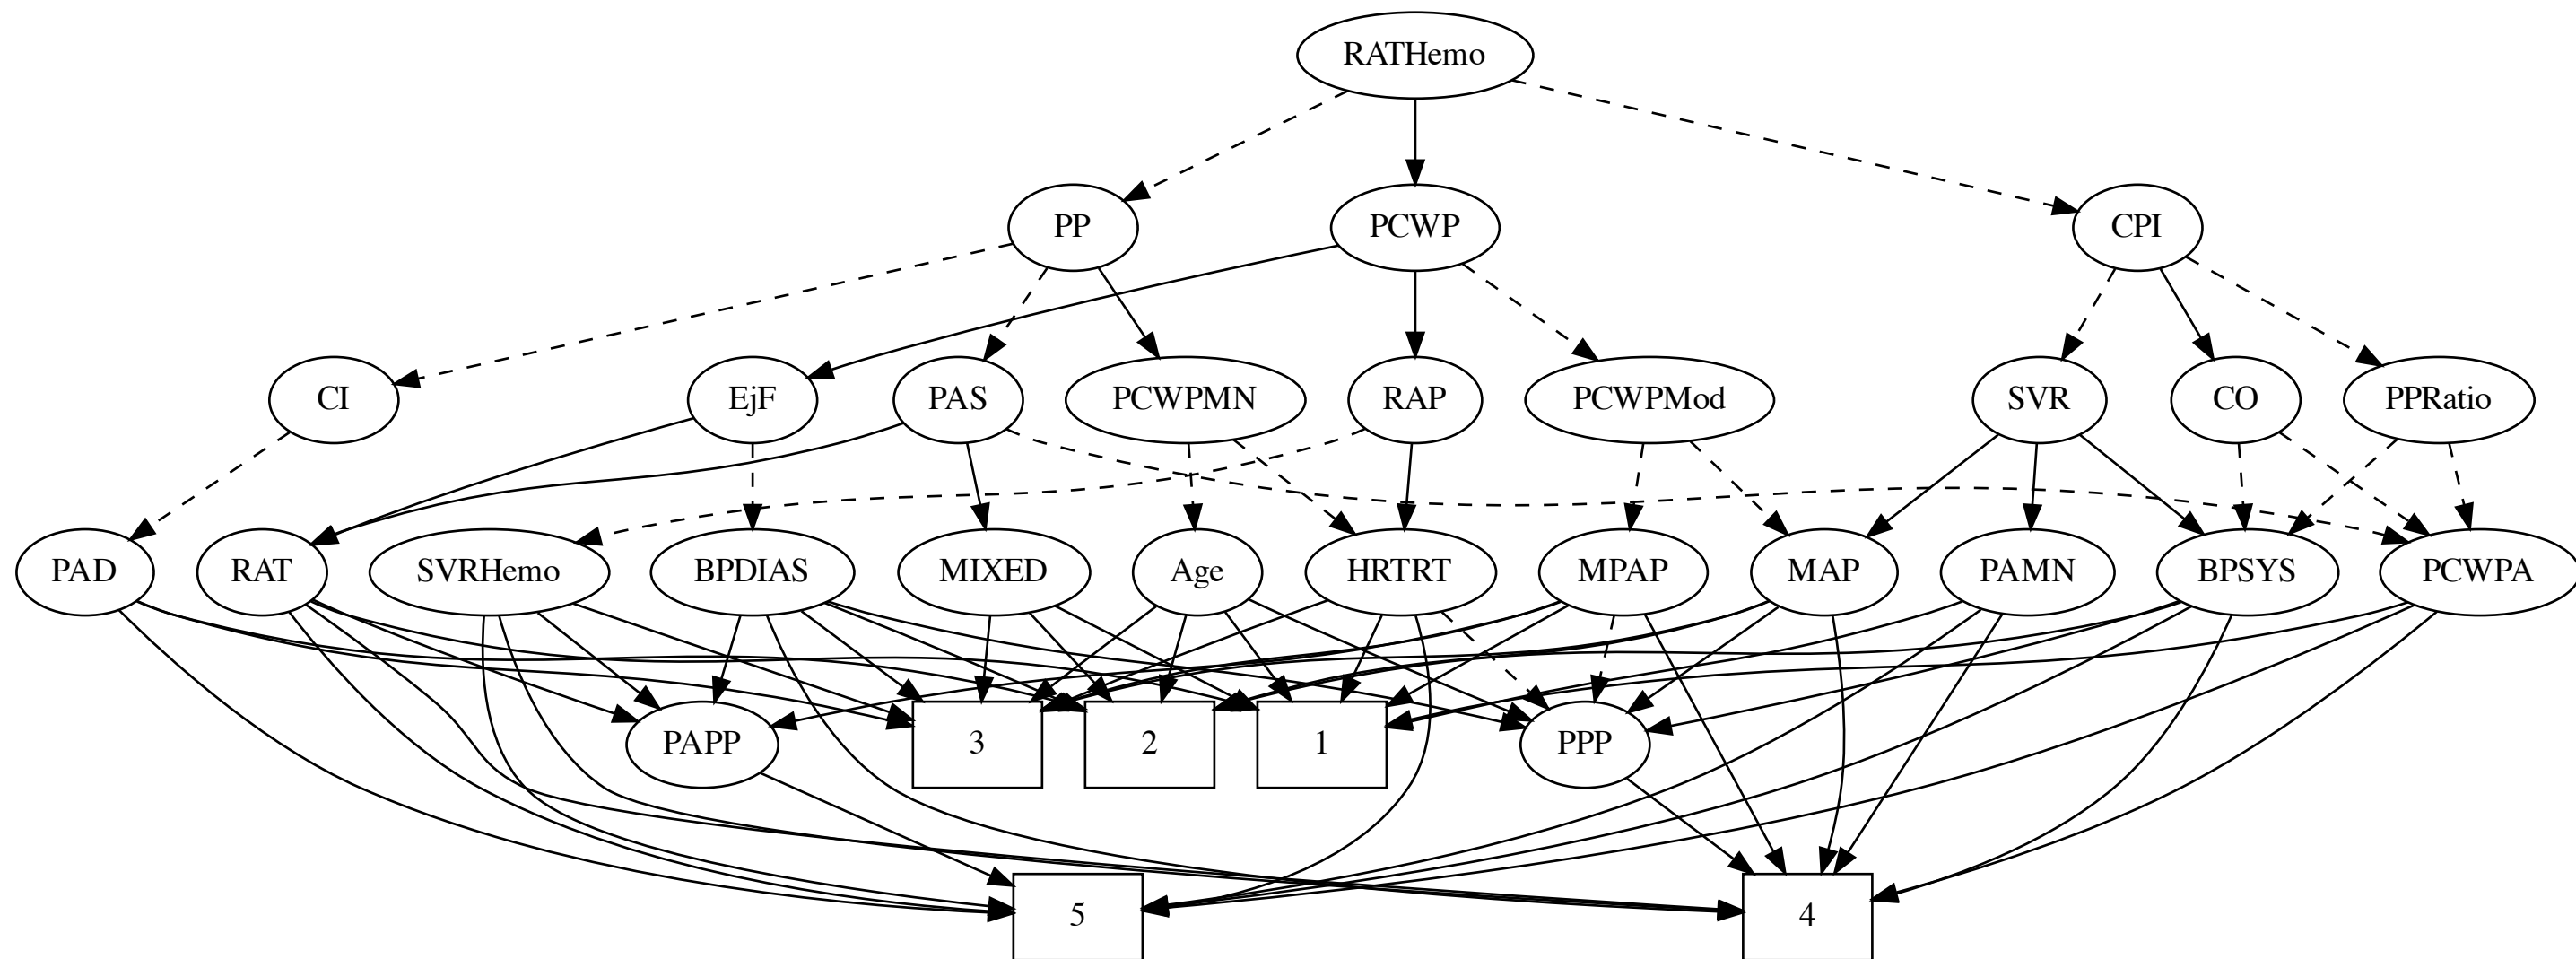 RATHemo
PP
PCWP
CPI
CI
EjF
PAS
PCWPMN
RAP
PCWPMod
SVR
CO
PPRatio
PAD
RAT
SVRHemo
BPDIAS
MIXED
Age
HRTRT
MPAP
MAP
PAMN
BPSYS
PCWPA
PAPP
3
2
1
PPP
5
4